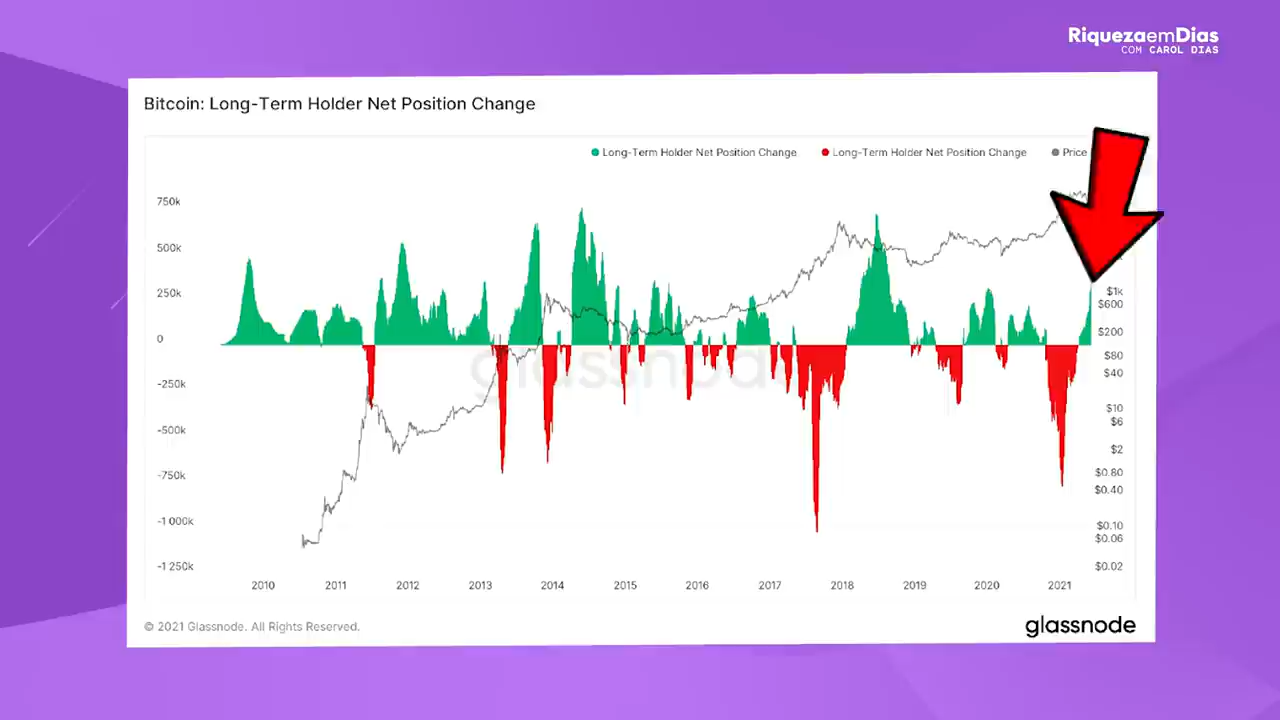 RiquezaemDias
COM CAROL DIAS
Bitcoin: Long-Term Holder Net Position Change
Long-Term Holder Net Position Change
Long-Term Holder Net Position Change
Price
750k
500k
250k
0
-250k
-500k
-750k
-1 000k
-1 250k
$1k
$600
$200
$80
$40
$10
$6
$2
$0.80
$0.40
$0.10
$0.06
$0.02
glassnode
2010
2011
2012
2013
2014
2015
2016
2017
2018
2019
2020
2021
© 2021 Glassnode. All Rights Reserved.
glassnode